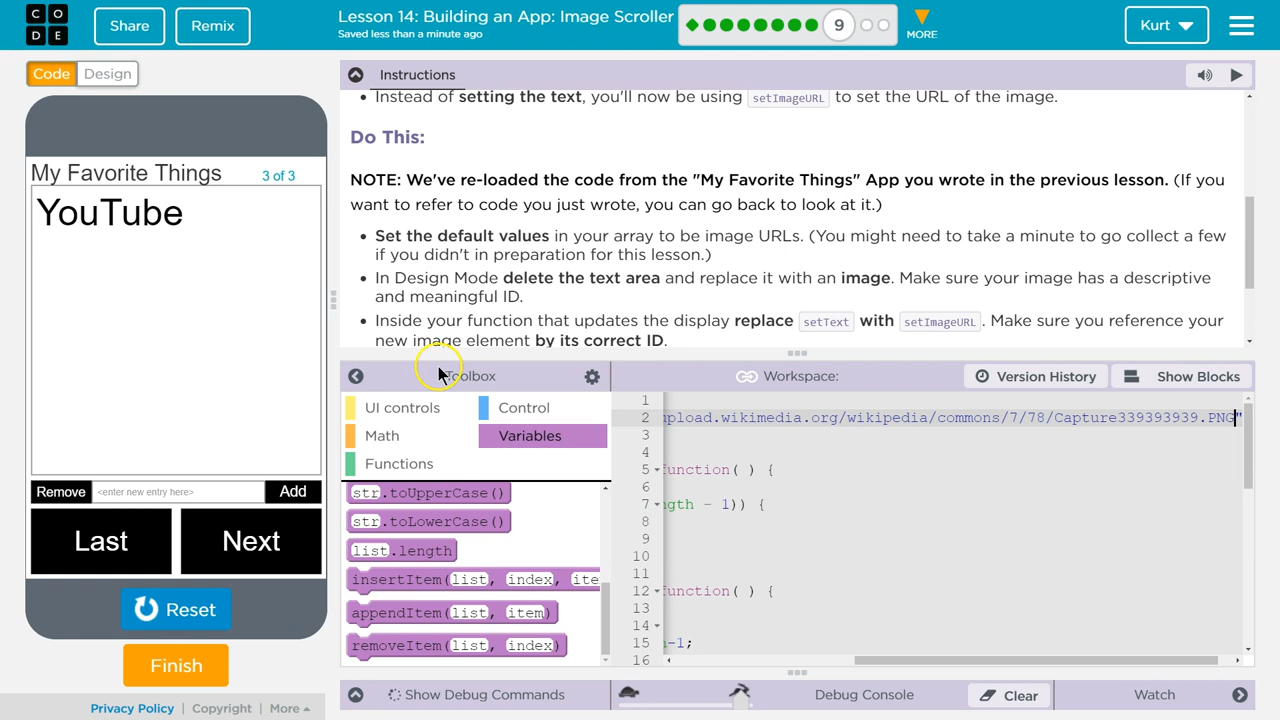 C O
D E
Share
Remix
Lesson 14: Building an App: Image Scroller
Saved less than a minute ago
9
MORE
Kurt
Code
Design
Instructions
Instead of setting the text, you'll now be using setImageURL to set the URL of the image.
Do This:
NOTE: We've re-loaded the code from the "My Favorite Things" App you wrote in the previous lesson. (If you
want to refer to code you just wrote, you can go back to look at it.)
Set the default values in your array to be image URLs. (You might need to take a minute to go collect a few
if you didn't in preparation for this lesson.)
In Design Mode delete the text area and replace it with an image. Make sure your image has a descriptive
and meaningful ID.
Inside your function that updates the display replace setText with setImageURL. Make sure you reference your
new image element by its correct ID.
My Favorite Things
3 of 3
YouTube
Remove
<enter new entry here>
Add
Last
Next
Reset
Finish
Privacy Policy | Copyright | More
Toolbox
Workspace:
Version History
Show Blocks
UI controls
Control
Math
Variables
Functions
str.toUpperCase()
str.toLowerCase()
list.length
insertItem(list, index, ite
appendItem(list, item)
removeItem(list, index)
1
2 upload.wikimedia.org/wikipedia/commons/7/78/Capture339393939.PNG"
3
4
5 function( ) {
6
7 ngth - 1)) {
8
9
10
11
12 function( ) {
13
14
15 -1;
16
Show Debug Commands
Debug Console
Clear
Watch